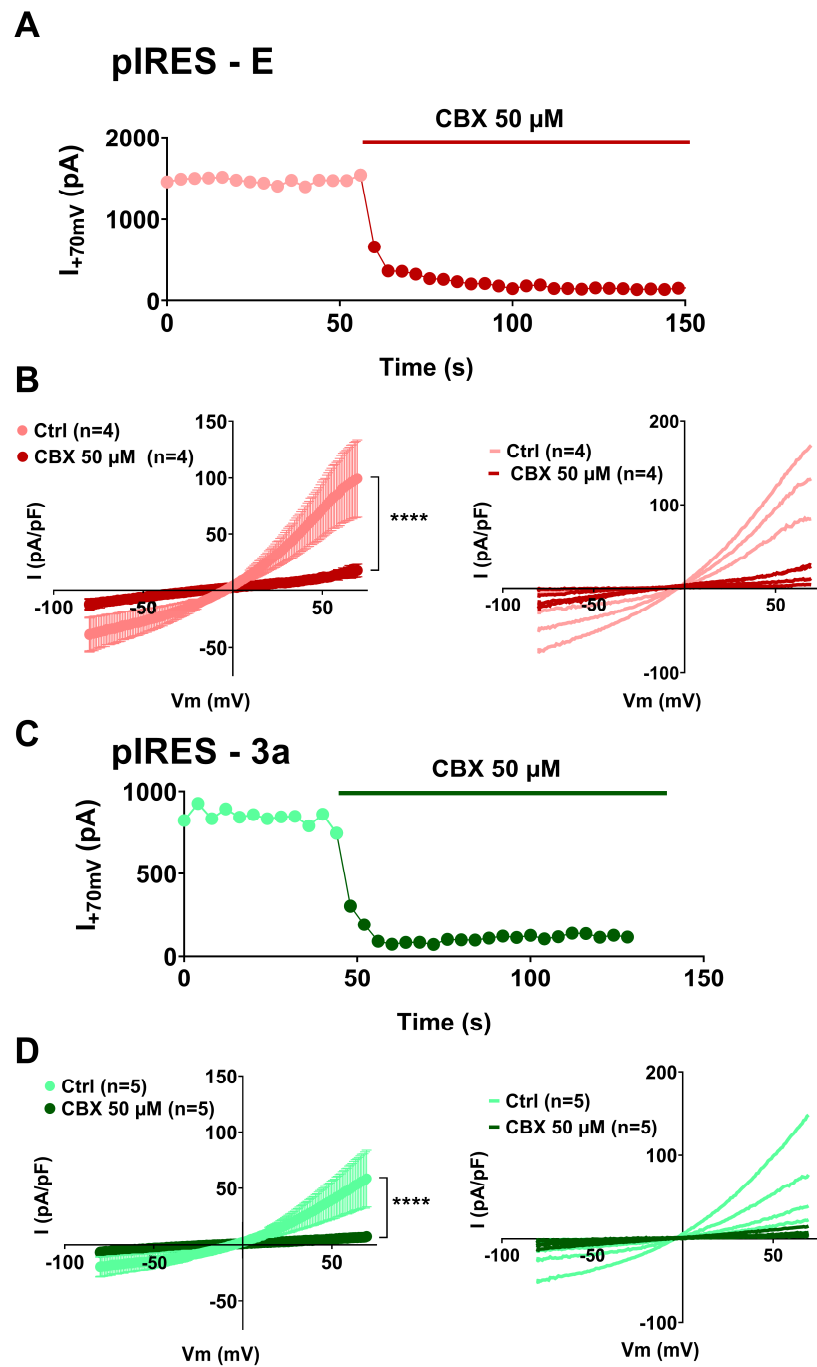 A
pIRES - E
CBX 50 µM
2000
1000
0
I+70mV (pA)
0 50 100 150
Time (s)
B
Ctrl (n=4)
CBX 50 µM (n=4)
150
100
50
-50
-100 -50 50
I (pA/pF)
****
Vm (mV)
Ctrl (n=4)
CBX 50 µM (n=4)
200
100
-100
-100 -50 50
I (pA/pF)
Vm (mV)
C
pIRES - 3a
CBX 50 µM
1000
500
0
I+70mV (pA)
0 50 100 150
Time (s)
D
Ctrl (n=5)
CBX 50 µM (n=5)
150
100
50
-50
-100 -50 50
I (pA/pF)
****
Vm (mV)
Ctrl (n=5)
CBX 50 µM (n=5)
200
100
-100
-100 -50 50
I (pA/pF)
Vm (mV)